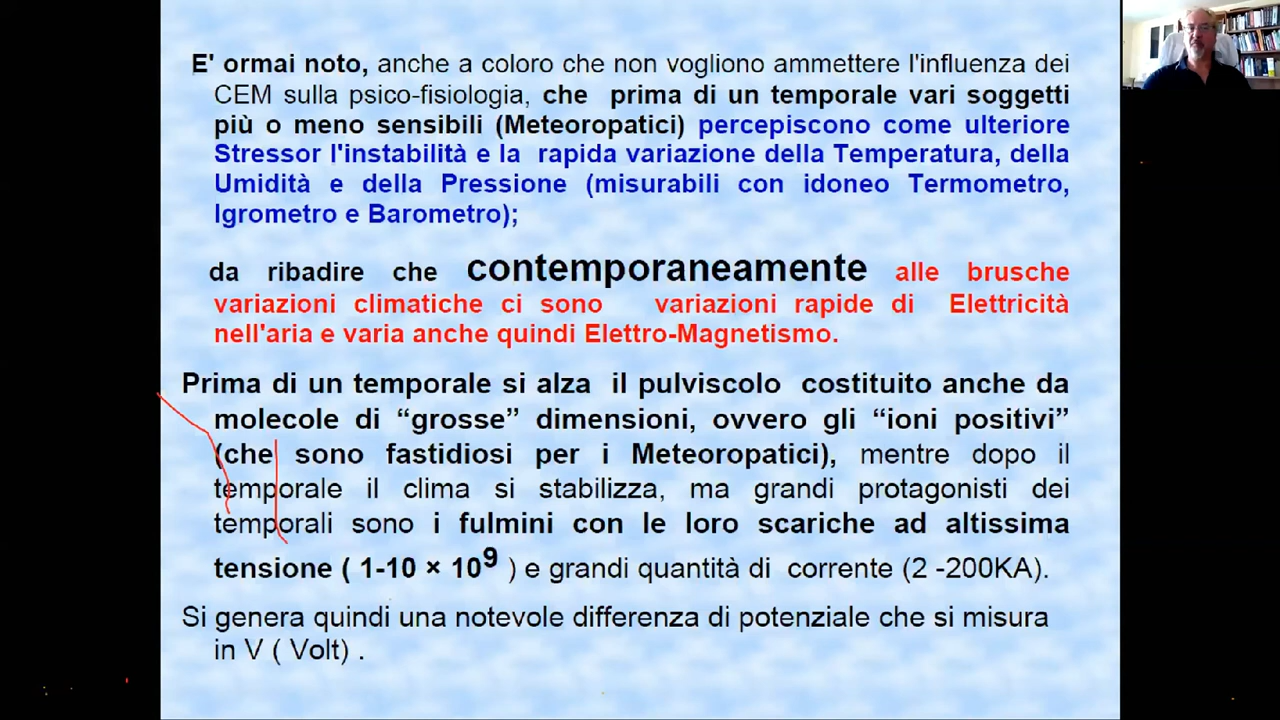 E' ormai noto, anche a coloro che non vogliono ammettere l'influenza dei
CEM sulla psico-fisiologia, che prima di un temporale vari soggetti
più o meno sensibili (Meteoropatici) percepiscono come ulteriore
Stressor l'instabilità e la rapida variazione della Temperatura, della
Umidità e della Pressione (misurabili con idoneo Termometro,
Igrometro e Barometro);
da ribadire che contemporaneamente alle brusche
variazioni climatiche ci sono variazioni rapide di Elettricità
nell'aria e varia anche quindi Elettro-Magnetismo.
Prima di un temporale si alza il pulviscolo costituito anche da
molecole di “grosse” dimensioni, ovvero gli “ioni positivi”
(che sono fastidiosi per i Meteoropatici), mentre dopo il
temporale il clima si stabilizza, ma grandi protagonisti dei
temporali sono i fulmini con le loro scariche ad altissima
tensione ( 1-10 × 10⁹ ) e grandi quantità di corrente (2 -200KA).
Si genera quindi una notevole differenza di potenziale che si misura
in V ( Volt) .